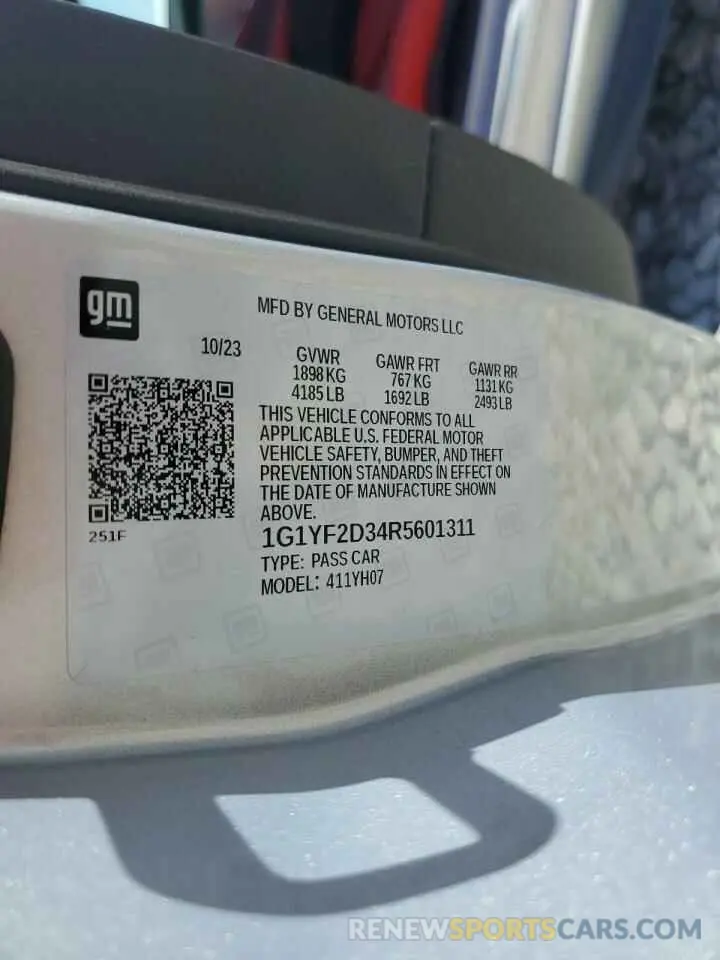 gm
MFD BY GENERAL MOTORS LLC
10/23
GVWR GAWR FRT GAWR RR
1898 KG 767 KG 1131 KG
4185 LB 1692 LB 2493 LB
THIS VEHICLE CONFORMS TO ALL
APPLICABLE U.S. FEDERAL MOTOR
VEHICLE SAFETY, BUMPER, AND THEFT
PREVENTION STANDARDS IN EFFECT ON
THE DATE OF MANUFACTURE SHOWN
ABOVE.
251F
1G1YF2D34R5601311
TYPE: PASS CAR
MODEL: 411YH07
RENEWSPORTSCARS.COM